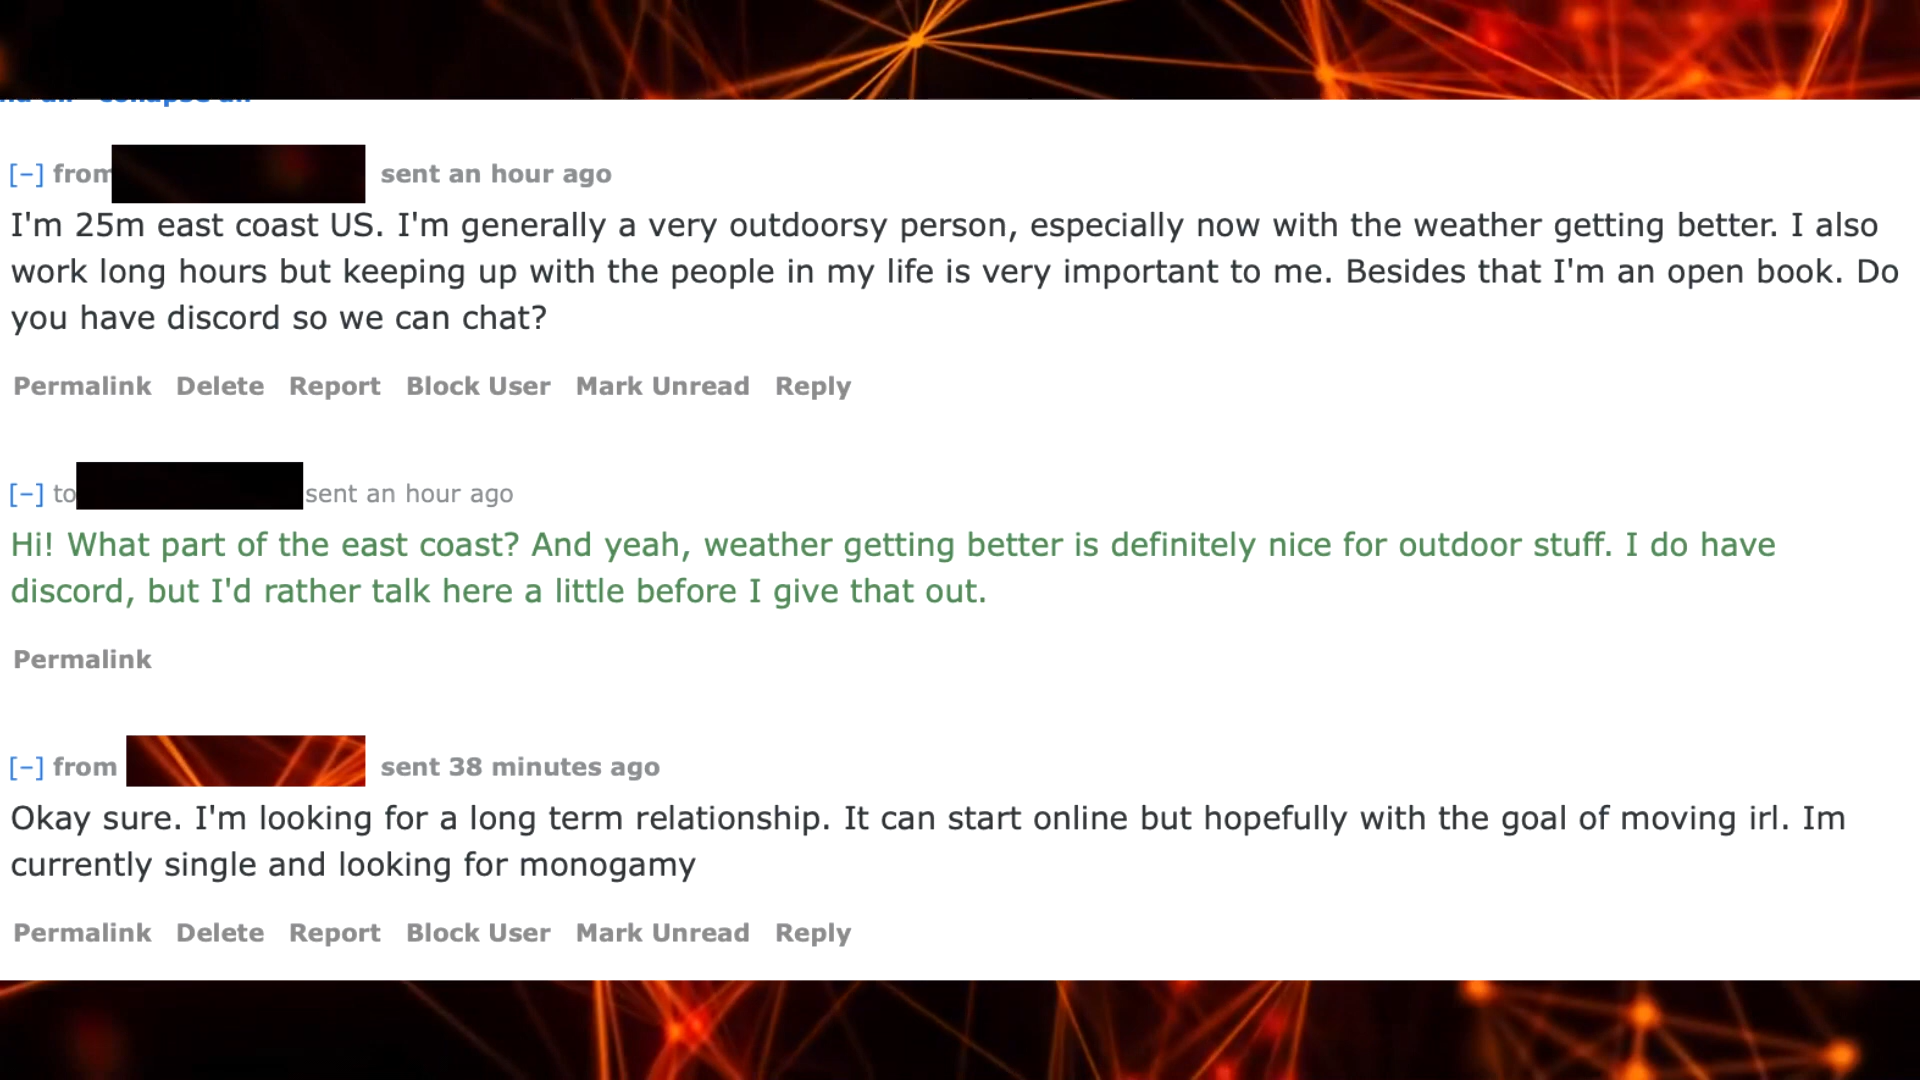 collapse all
[–] from sent an hour ago
I'm 25m east coast US. I'm generally a very outdoorsy person, especially now with the weather getting better. I also
work long hours but keeping up with the people in my life is very important to me. Besides that I'm an open book. Do
you have discord so we can chat?
Permalink Delete Report Block User Mark Unread Reply
[–] to sent an hour ago
Hi! What part of the east coast? And yeah, weather getting better is definitely nice for outdoor stuff. I do have
discord, but I'd rather talk here a little before I give that out.
Permalink
[–] from sent 38 minutes ago
Okay sure. I'm looking for a long term relationship. It can start online but hopefully with the goal of moving irl. Im
currently single and looking for monogamy
Permalink Delete Report Block User Mark Unread Reply